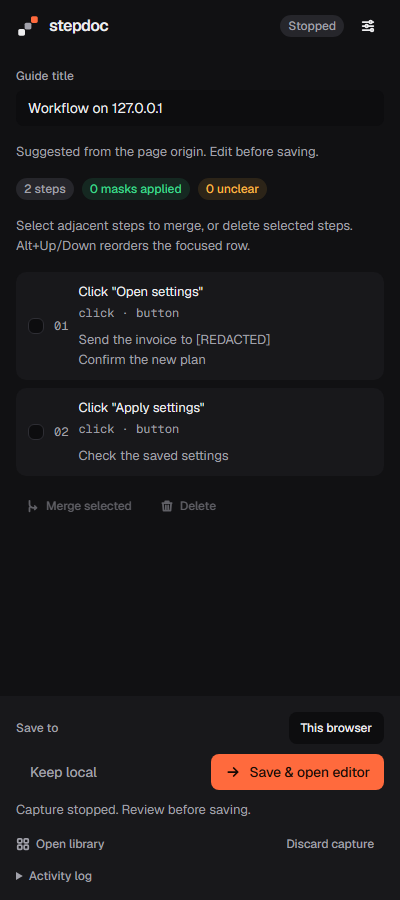 stepdoc
Stopped
Guide title
Workflow on 127.0.0.1
Suggested from the page origin. Edit before saving.
2 steps
0 masks applied
0 unclear
Select adjacent steps to merge, or delete selected steps.
Alt+Up/Down reorders the focused row.
01
Click "Open settings"
click · button
Send the invoice to [REDACTED]
Confirm the new plan
02
Click "Apply settings"
click · button
Check the saved settings
Merge selected
Delete
Save to
This browser
Keep local
Save & open editor
Capture stopped. Review before saving.
Open library
Discard capture
Activity log